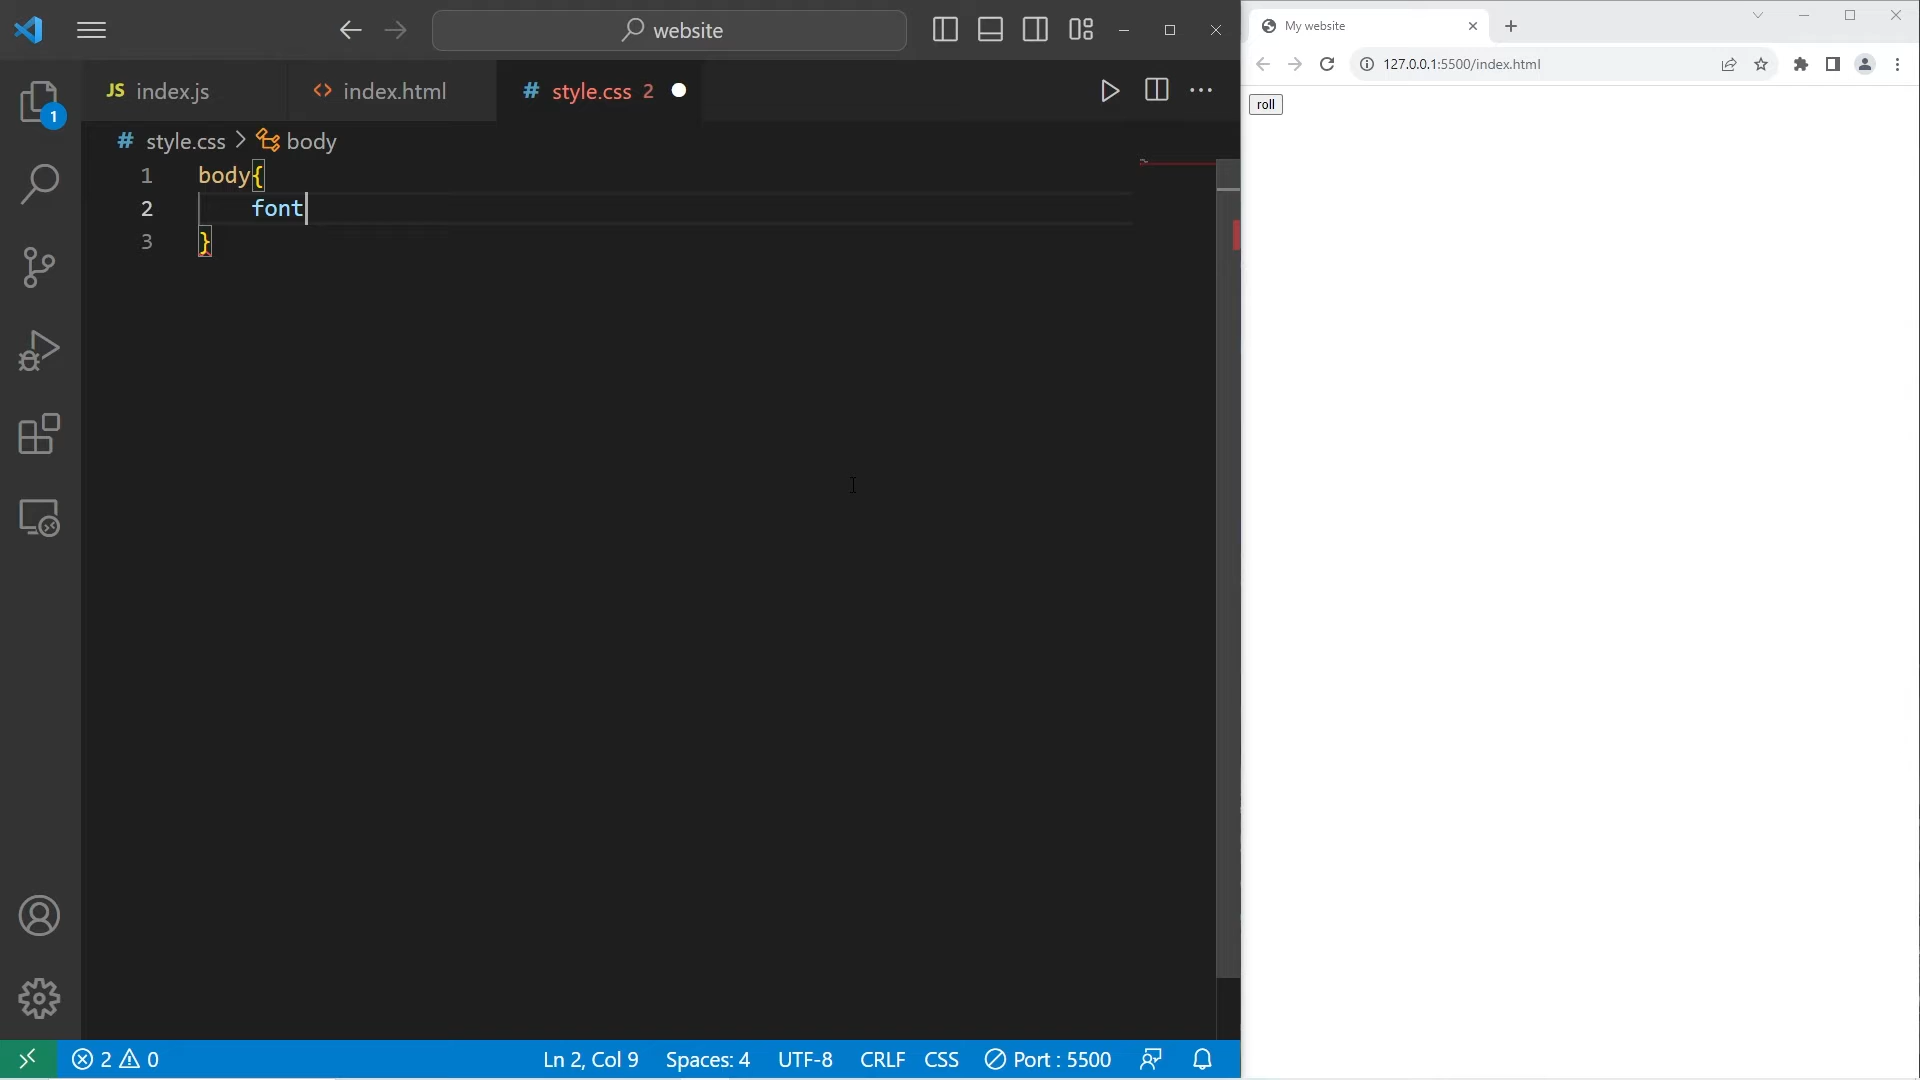 website
JS index.js
<> index.html
# style.css 2
# style.css > body
1 body{
2 font
3 }
1
2 0
Ln 2, Col 9
Spaces: 4
UTF-8
CRLF
CSS
Port : 5500
My website
127.0.0.1:5500/index.html
roll